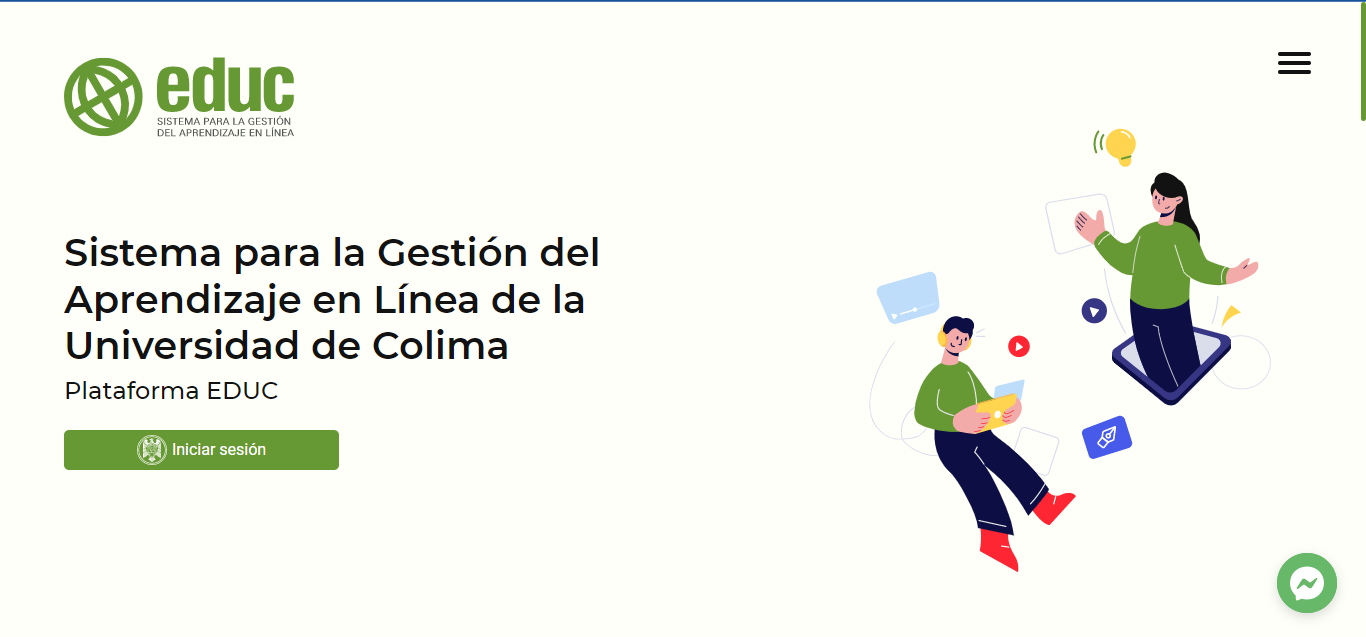 educ
SISTEMA PARA LA GESTIÓN
DEL APRENDIZAJE EN LÍNEA
Sistema para la Gestión del
Aprendizaje en Línea de la
Universidad de Colima
Plataforma EDUC
Iniciar sesión